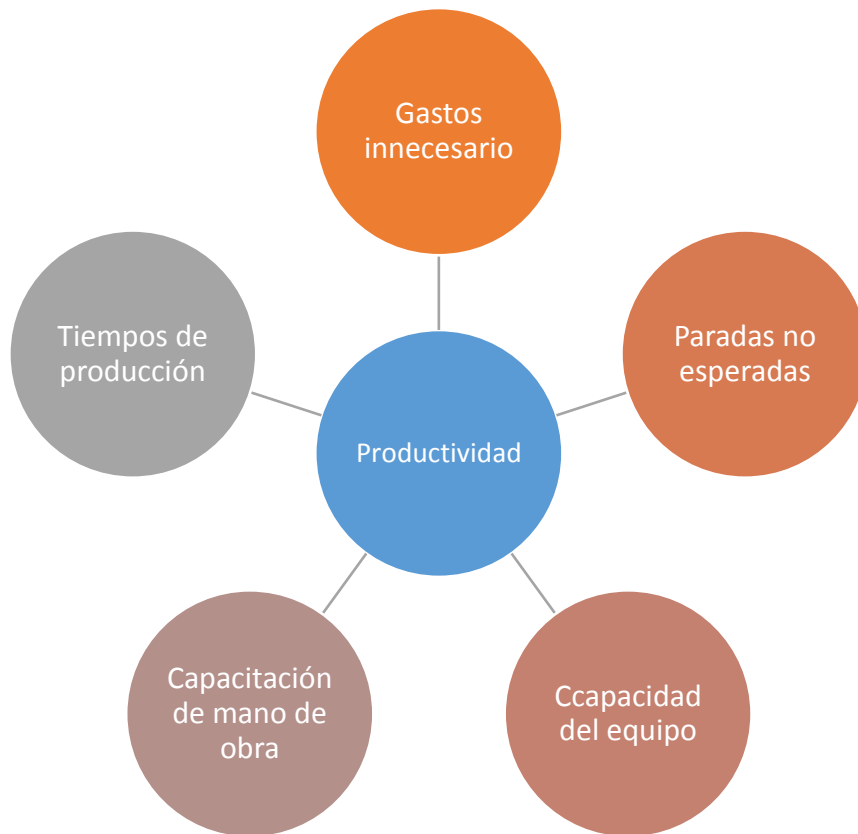 Gastos
innecesario
Paradas no
esperadas
Tiempos de
producción
Productividad
Capacitación
de mano de
obra
Ccapacidad
del equipo